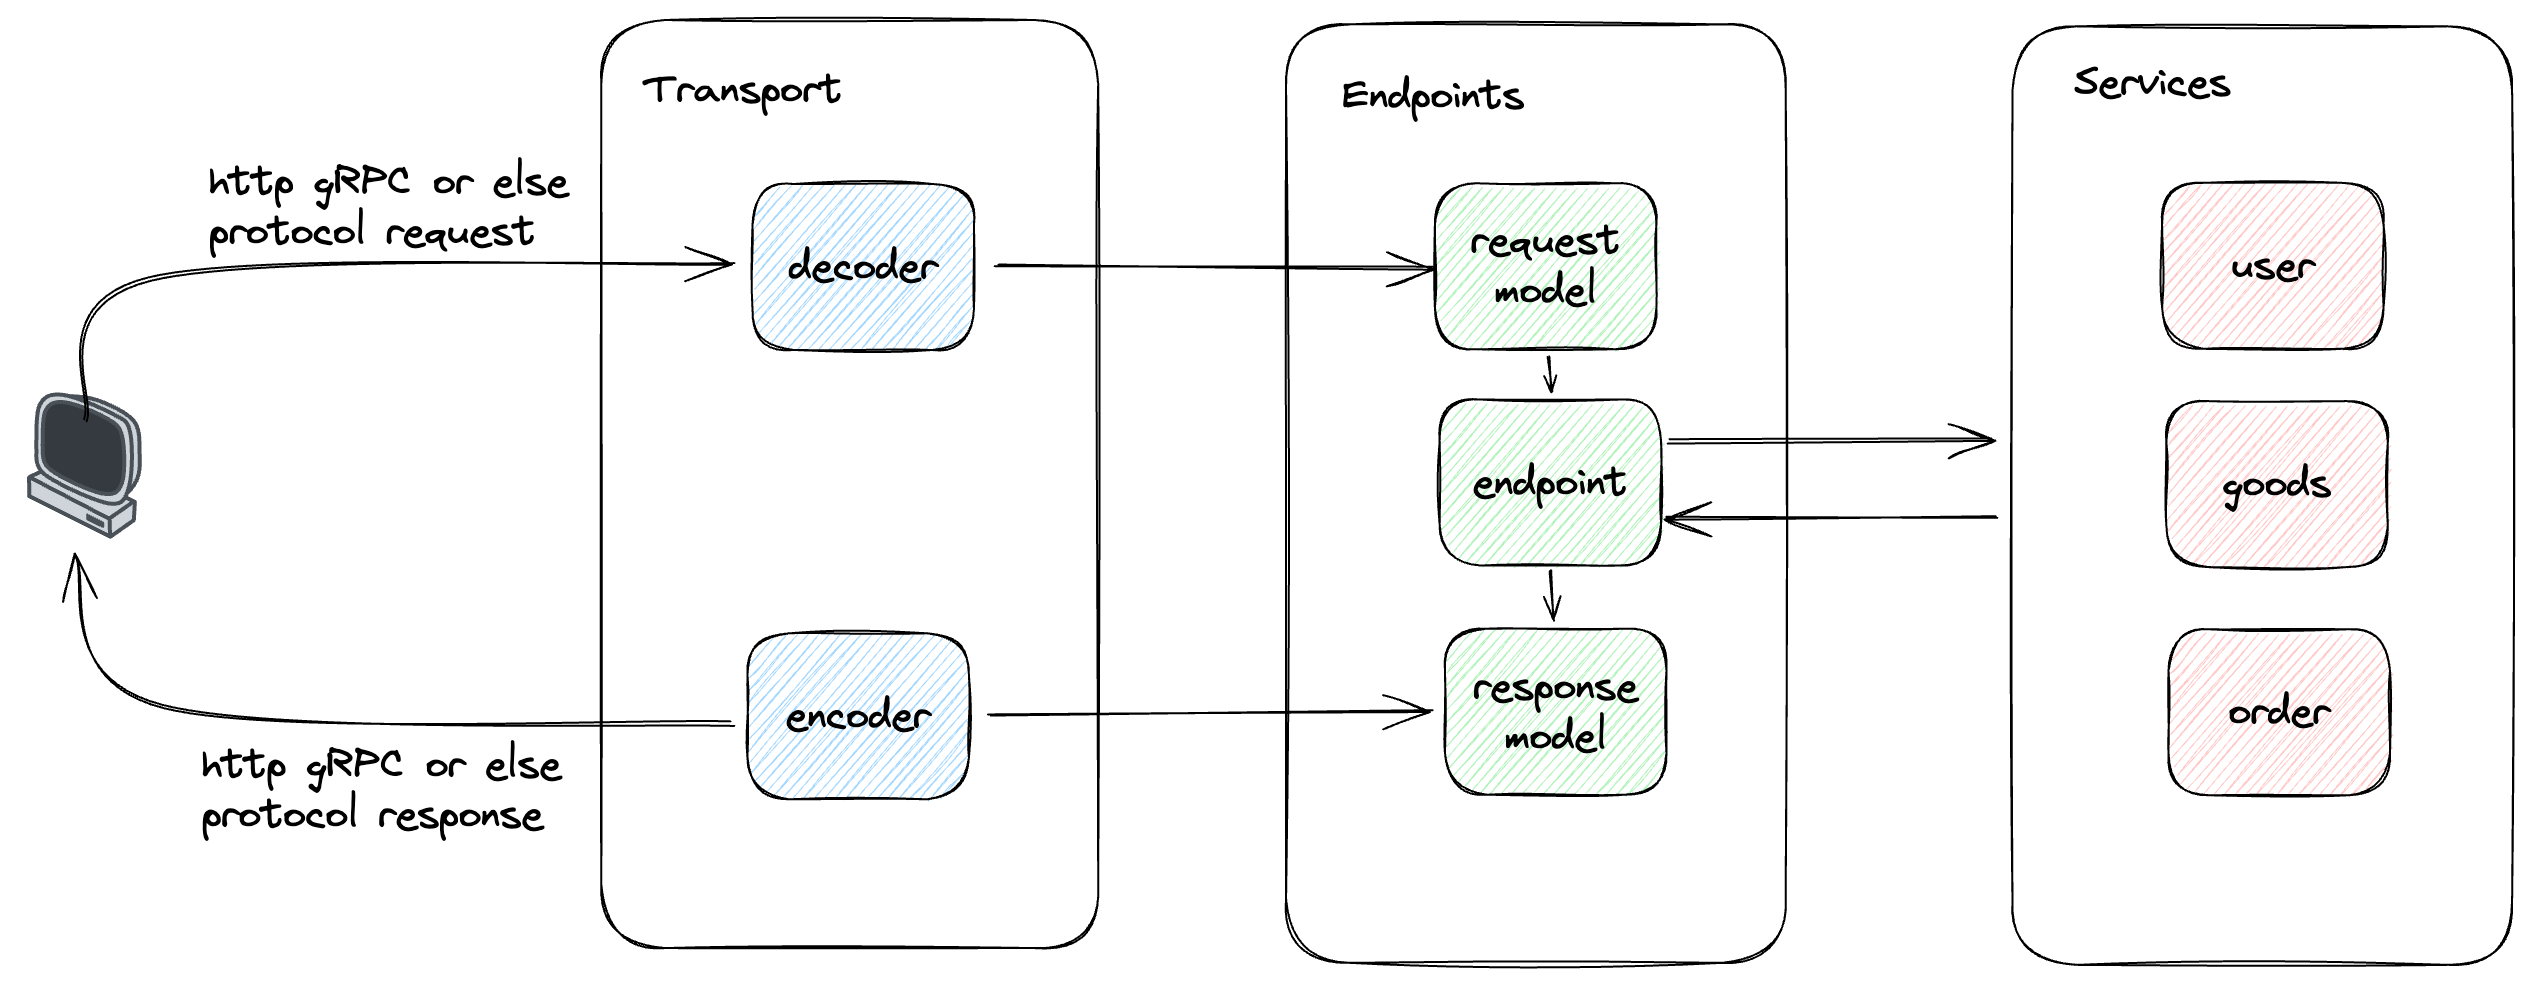 Transport
Endpoints
Services
http gRPC or else
protocol request
decoder
request
model
user
endpoint
goods
encoder
response
model
order
http gRPC or else
protocol response